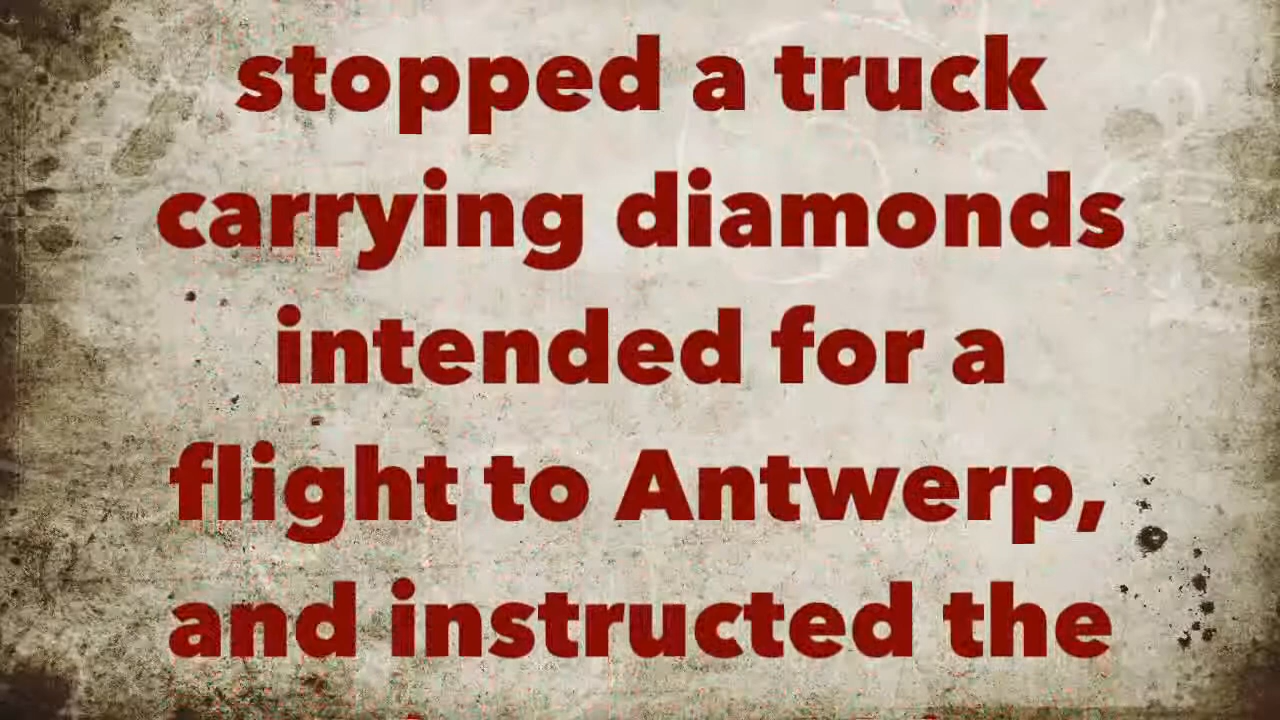 stopped a truck
carrying diamonds
intended for a
flight to Antwerp,
and instructed the